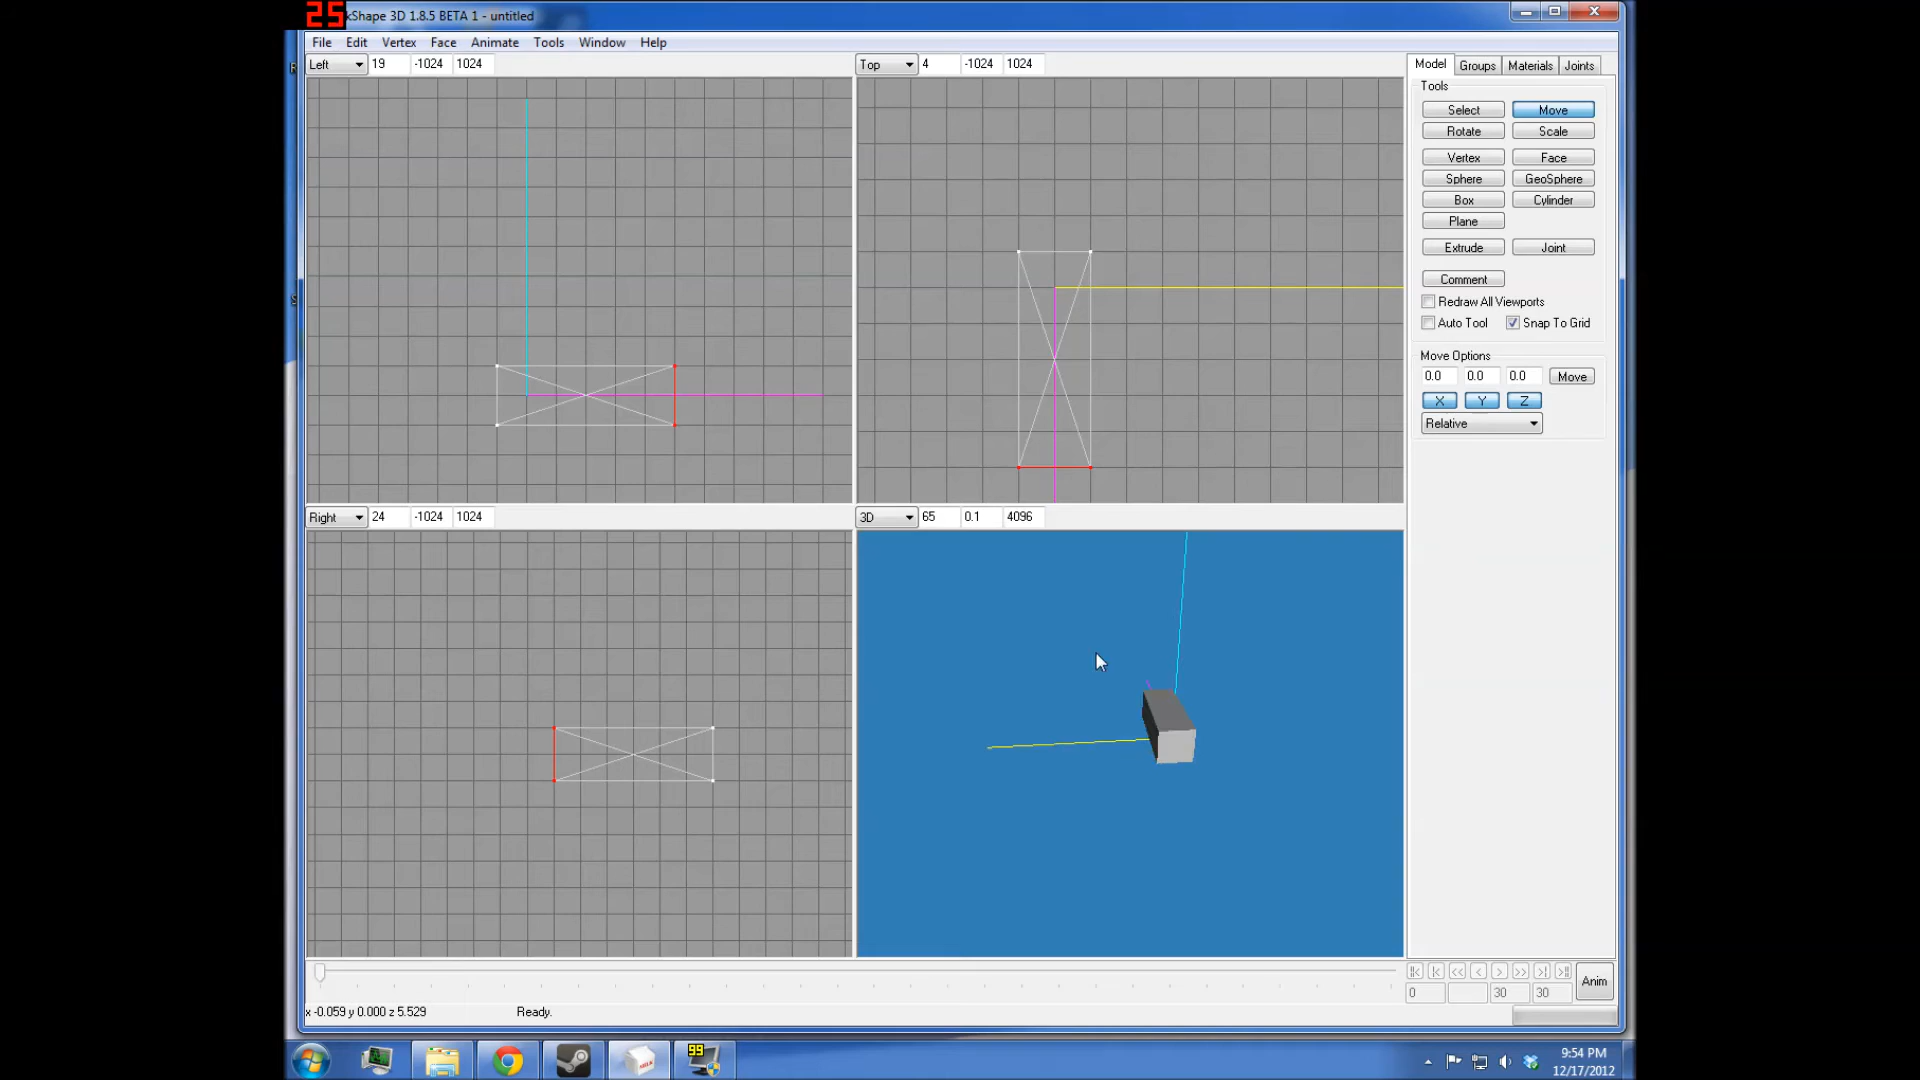 25
kShape 3D 1.8.5 BETA 1 - untitled
File Edit Vertex Face Animate Tools Window Help
Left 19 -1024 1024
Top 4 -1024 1024
Model Groups Materials Joints
Tools
Select Move
Rotate Scale
Vertex Face
Sphere GeoSphere
Box Cylinder
Plane
Extrude Joint
Comment
Redraw All Viewports
Auto Tool Snap To Grid
Move Options
0.0 0.0 0.0 Move
X Y Z
Relative
Right 24 -1024 1024
3D 65 0.1 4096
0 30 30 Anim
x -0.059 y 0.000 z 5.529 Ready.
99
MILK
9:54 PM
12/17/2012